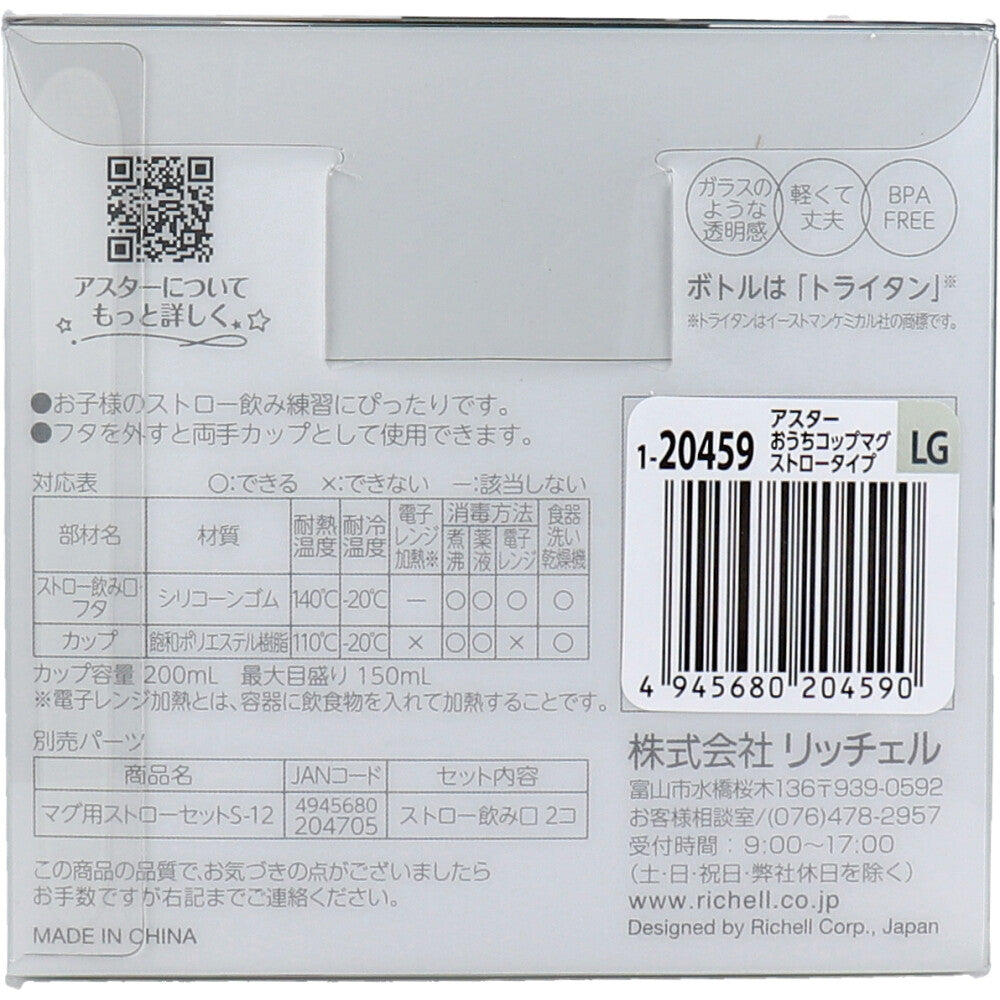 ガラスの
ような
透明感
軽くて
丈夫
BPA
FREE
アスターについて
もっと詳しく
ボトルは「トライタン」※
※トライタンはイーストマンケミカル社の商標です。
●お子様のストロー飲み練習にぴったりです。
●フタを外すと両手カップとして使用できます。
対応表 ○:できる ×:できない ー:該当しない
部材名 材質 耐熱温度 耐冷温度 電子レンジ加熱※ 消毒方法 煮沸 薬液 電子レンジ 食器洗い乾燥機
ストロー飲み口・フタ シリコーンゴム 140℃ -20℃ ー ○ ○ ○ ○
カップ 飽和ポリエステル樹脂 110℃ -20℃ × ○ ○ × ○
カップ容量 200mL 最大目盛り 150mL
※電子レンジ加熱とは、容器に飲食物を入れて加熱することです。
別売パーツ
商品名 JANコード セット内容
マグ用ストローセットS-12 4945680 204705 ストロー飲み口 2コ
この商品の品質で、お気づきの点がございましたら
お手数ですが右記までご連絡ください。
MADE IN CHINA
1-20459
アスター
おうちコップマグ
ストロータイプ
LG
4 945680 204590
株式会社 リッチェル
富山市水橋桜木136〒939-0592
お客様相談室/(076)478-2957
受付時間：9:00〜17:00
(土・日・祝日・弊社休日を除く)
www.richell.co.jp
Designed by Richell Corp., Japan